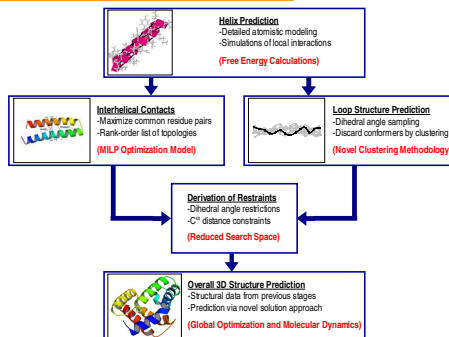 Helix Prediction
-Detailed atomistic modeling
-Simulations of local interactions
(Free Energy Calculations)
Interhelical Contacts
-Maximize common residue pairs
-Rank-order list of topologies
(MILP Optimization Model)
Loop Structure Prediction
-Dihedral angle sampling
-Discard conformers by clustering
(Novel Clustering Methodology)
Derivation of Restraints
-Dihedral angle restrictions
-Cα distance constraints
(Reduced Search Space)
Overall 3D Structure Prediction
-Structural data from previous stages
-Prediction via novel solution approach
(Global Optimization and Molecular Dynamics)